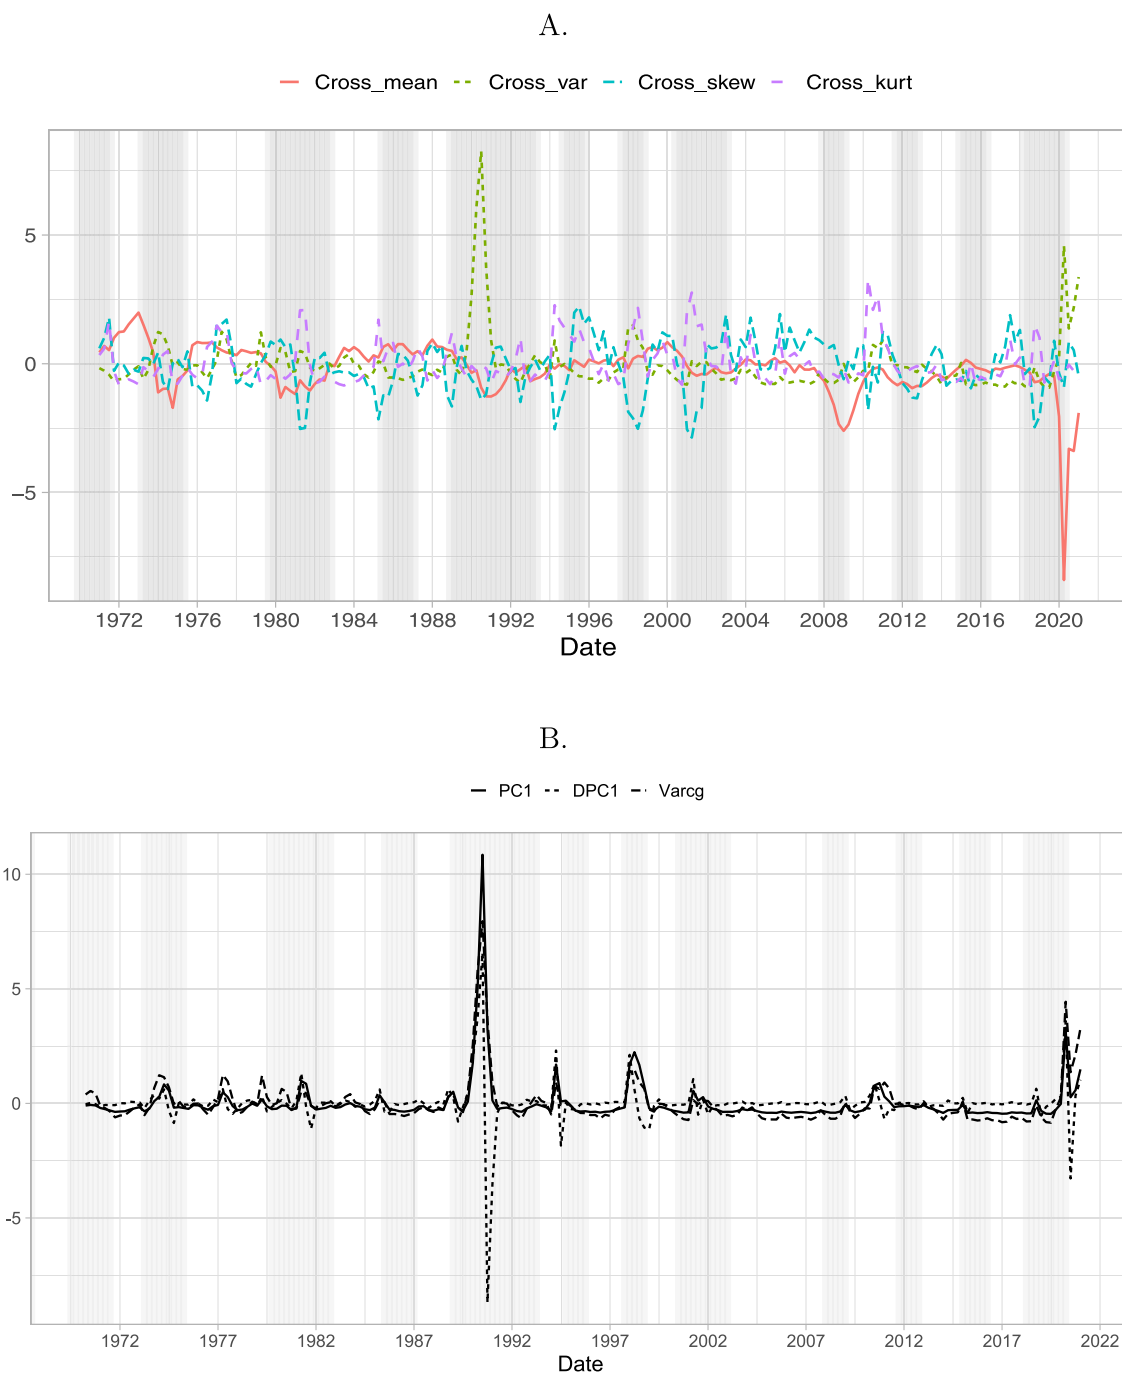 A.
Cross_mean Cross_var Cross_skew Cross_kurt
5
0
−5
1972 1976 1980 1984 1988 1992 1996 2000 2004 2008 2012 2016 2020
Date
B.
PC1 DPC1 Varcg
10
5
0
-5
1972 1977 1982 1987 1992 1997 2002 2007 2012 2017 2022
Date